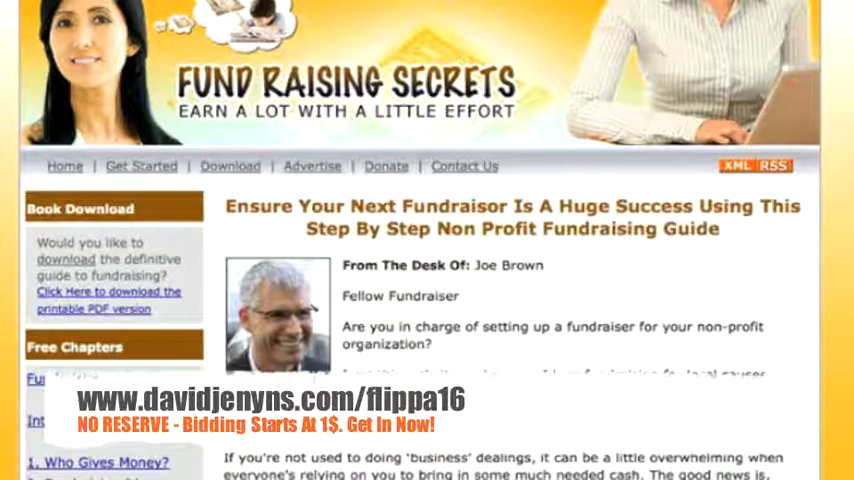 FUND RAISING SECRETS
EARN A LOT WITH A LITTLE EFFORT
Home | Get Started | Download | Advertise | Donate | Contact Us
XML RSS
Book Download
Would you like to
download the definitive
guide to fundraising?
Click Here to download the
printable PDF version
Free Chapters
Ensure Your Next Fundraisor Is A Huge Success Using This
Step By Step Non Profit Fundraising Guide
From The Desk Of: Joe Brown
Fellow Fundraiser
Are you in charge of setting up a fundraiser for your non-profit
organization?
www.davidjenyns.com/flippa16
NO RESERVE - Bidding Starts At 1$. Get In Now!
1. Who Gives Money?
If you're not used to doing 'business' dealings, it can be a little overwhelming when
everyone's relying on you to bring in some much needed cash. The good news is,